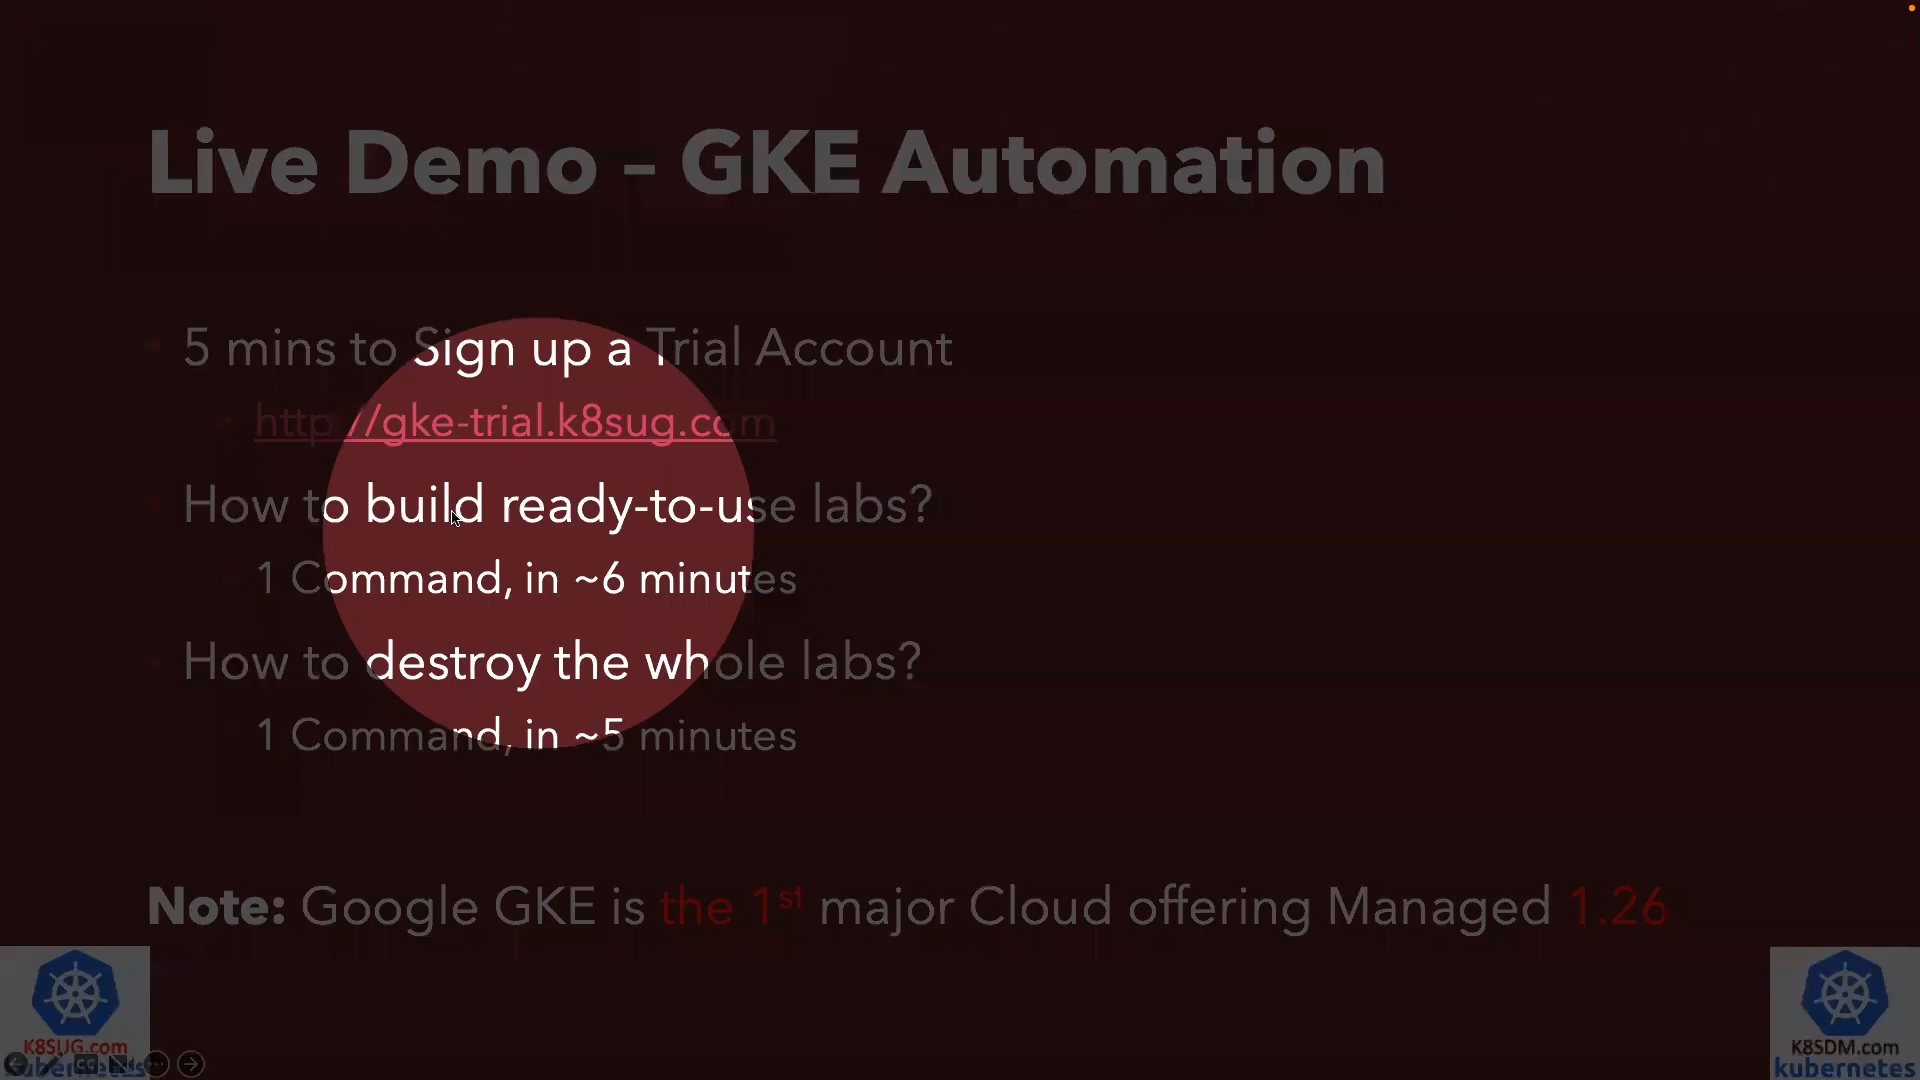 Live Demo – GKE Automation
5 mins to Sign up a Trial Account
http://gke-trial.k8sug.com
How to build ready-to-use labs?
1 Command, in ~6 minutes
How to destroy the whole labs?
1 Command, in ~5 minutes
Note: Google GKE is the 1st major Cloud offering Managed 1.26
K8SUG.com
kubernetes
K8SDM.com
kubernetes